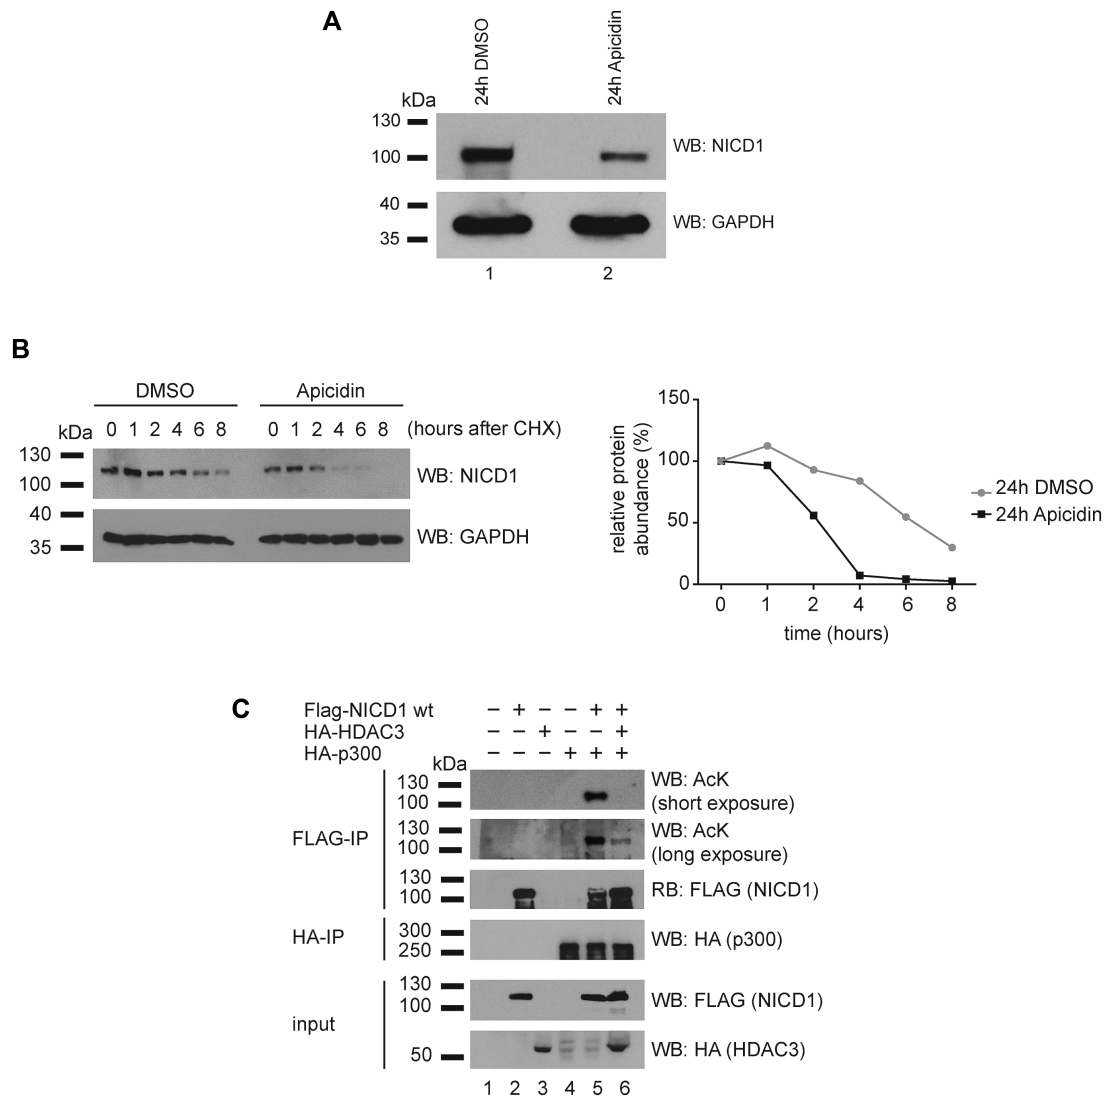 A
24h DMSO
24h Apicidin
kDa
130
100
WB: NICD1
40
35
WB: GAPDH
1 2
B
DMSO Apicidin
kDa 0 1 2 4 6 8 0 1 2 4 6 8 (hours after CHX)
130
100
WB: NICD1
40
35
WB: GAPDH
relative protein
abundance (%)
150
100
50
0
0 1 2 4 6 8
time (hours)
24h DMSO
24h Apicidin
C
Flag-NICD1 wt – + – – + +
HA-HDAC3 – – + – – +
HA-p300 – – – + + +
kDa
FLAG-IP
130
100
WB: AcK
(short exposure)
130
100
WB: AcK
(long exposure)
130
100
RB: FLAG (NICD1)
HA-IP
300
250
WB: HA (p300)
input
130
100
WB: FLAG (NICD1)
50
WB: HA (HDAC3)
1 2 3 4 5 6